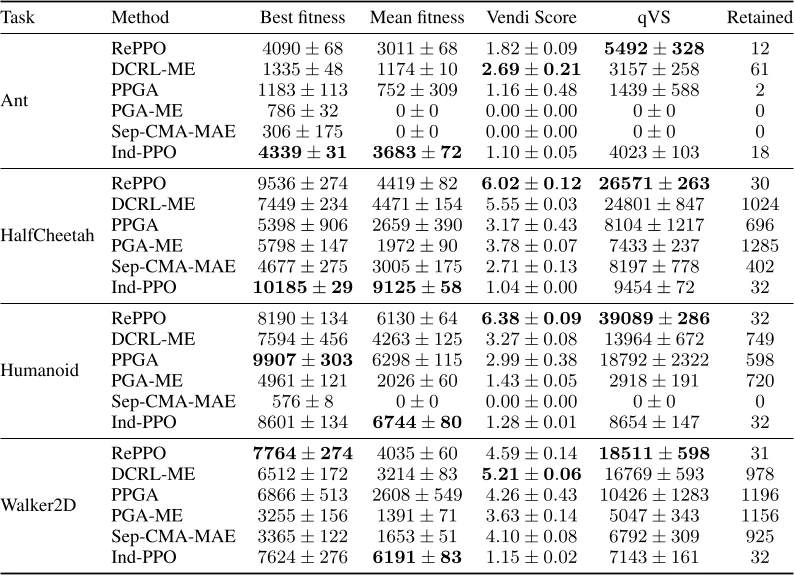 Task Method Best fitness Mean fitness Vendi Score qVS Retained
RePPO 4090 ± 68 3011 ± 68 1.82 ± 0.09 5492 ± 328 12
DCRL-ME 1335 ± 48 1174 ± 10 2.69 ± 0.21 3157 ± 258 61
PPGA 1183 ± 113 752 ± 309 1.16 ± 0.48 1439 ± 588 2
Ant
PGA-ME 786 ± 32 0 ± 0 0.00 ± 0.00 0 ± 0 0
Sep-CMA-MAE 306 ± 175 0 ± 0 0.00 ± 0.00 0 ± 0 0
Ind-PPO 4339 ± 31 3683 ± 72 1.10 ± 0.05 4023 ± 103 18
RePPO 9536 ± 274 4419 ± 82 6.02 ± 0.12 26571 ± 263 30
DCRL-ME 7449 ± 234 4471 ± 154 5.55 ± 0.03 24801 ± 847 1024
PPGA 5398 ± 906 2659 ± 390 3.17 ± 0.43 8104 ± 1217 696
HalfCheetah
PGA-ME 5798 ± 147 1972 ± 90 3.78 ± 0.07 7433 ± 237 1285
Sep-CMA-MAE 4677 ± 275 3005 ± 175 2.71 ± 0.13 8197 ± 778 402
Ind-PPO 10185 ± 29 9125 ± 58 1.04 ± 0.00 9454 ± 72 32
RePPO 8190 ± 134 6130 ± 64 6.38 ± 0.09 39089 ± 286 32
DCRL-ME 7594 ± 456 4263 ± 125 3.27 ± 0.08 13964 ± 672 749
PPGA 9907 ± 303 6298 ± 115 2.99 ± 0.38 18792 ± 2322 598
Humanoid
PGA-ME 4961 ± 121 2026 ± 60 1.43 ± 0.05 2918 ± 191 720
Sep-CMA-MAE 576 ± 8 0 ± 0 0.00 ± 0.00 0 ± 0 0
Ind-PPO 8601 ± 134 6744 ± 80 1.28 ± 0.01 8654 ± 147 32
RePPO 7764 ± 274 4035 ± 60 4.59 ± 0.14 18511 ± 598 31
DCRL-ME 6512 ± 172 3214 ± 83 5.21 ± 0.06 16769 ± 593 978
PPGA 6866 ± 513 2608 ± 549 4.26 ± 0.43 10426 ± 1283 1196
Walker2D
PGA-ME 3255 ± 156 1391 ± 71 3.63 ± 0.14 5047 ± 343 1156
Sep-CMA-MAE 3365 ± 122 1653 ± 51 4.10 ± 0.08 6792 ± 309 925
Ind-PPO 7624 ± 276 6191 ± 83 1.15 ± 0.02 7143 ± 161 32